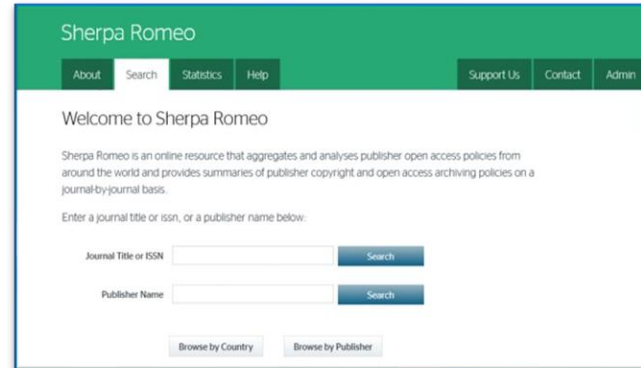 Sherpa Romeo
About Search Statistics Help Support Us Contact Admin
Welcome to Sherpa Romeo
Sherpa Romeo is an online resource that aggregates and analyses publisher open access policies from
around the world and provides summaries of publisher copyright and open access archiving policies on a
journal-by-journal basis.
Enter a journal title or issn, or a publisher name below:
Journal Title or ISSN Search
Publisher Name Search
Browse by Country Browse by Publisher